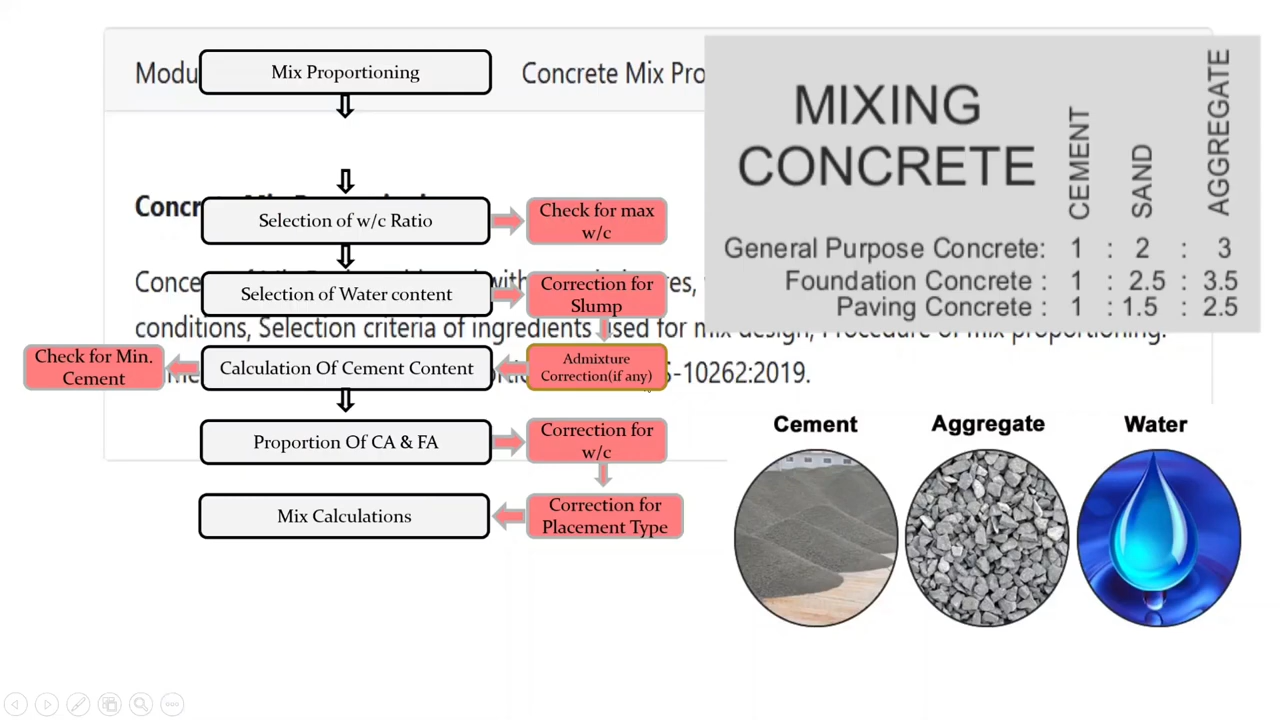 Modu
Mix Proportioning
Concrete Mix Pro
Selection of w/c Ratio
Check for max
w/c
Selection of Water content
Correction for
Slump
conditions, Selection criteria of ingredients used for mix design, Procedure of mix proportioning.
Check for Min.
Cement
Calculation Of Cement Content
Admixture
Correction(if any)
S-10262:2019.
Proportion Of CA & FA
Correction for
w/c
Mix Calculations
Correction for
Placement Type
MIXING
CONCRETE
CEMENT
SAND
AGGREGATE
General Purpose Concrete: 1 : 2 : 3
Foundation Concrete : 1 : 2.5 : 3.5
Paving Concrete : 1 : 1.5 : 2.5
Cement
Aggregate
Water